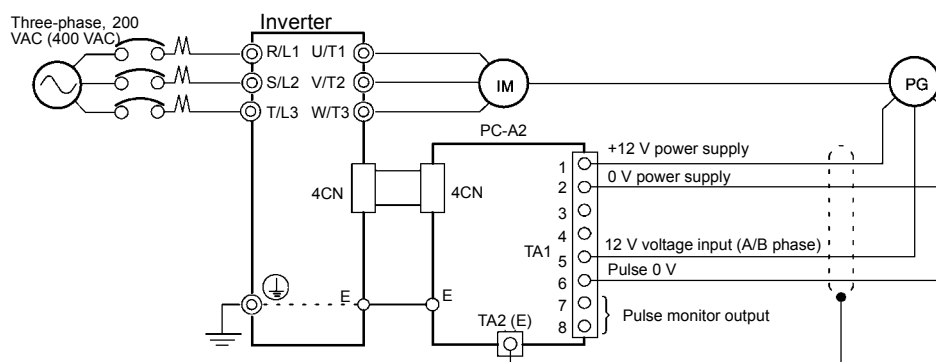 Three-phase, 200
VAC (400 VAC)
Inverter
R/L1 U/T1
S/L2 V/T2
T/L3 W/T3
IM
PG
PC-A2
4CN
4CN
1
+12 V power supply
2
0 V power supply
3
4
TA1
5
12 V voltage input (A/B phase)
6
Pulse 0 V
7
8
Pulse monitor output
E
E
TA2 (E)